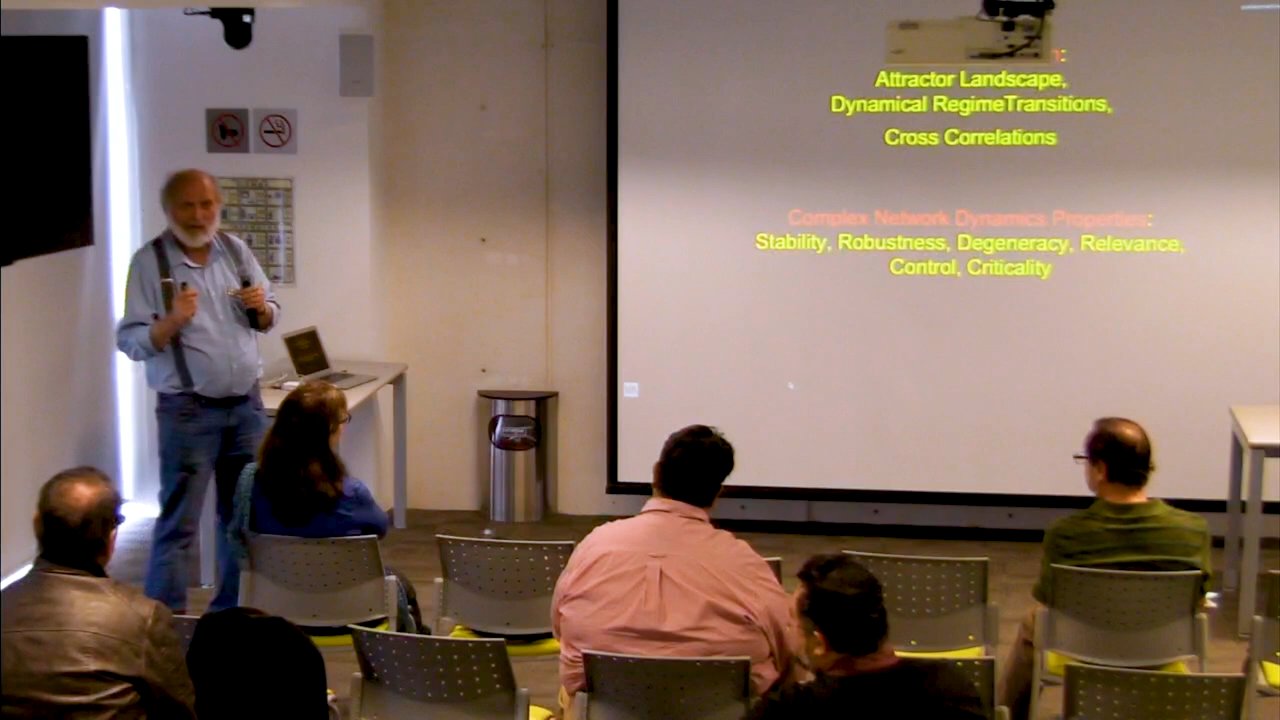 :
Attractor Landscape,
Dynamical RegimeTransitions,
Cross Correlations
Complex Network Dynamics Properties:
Stability, Robustness, Degeneracy, Relevance,
Control, Criticality